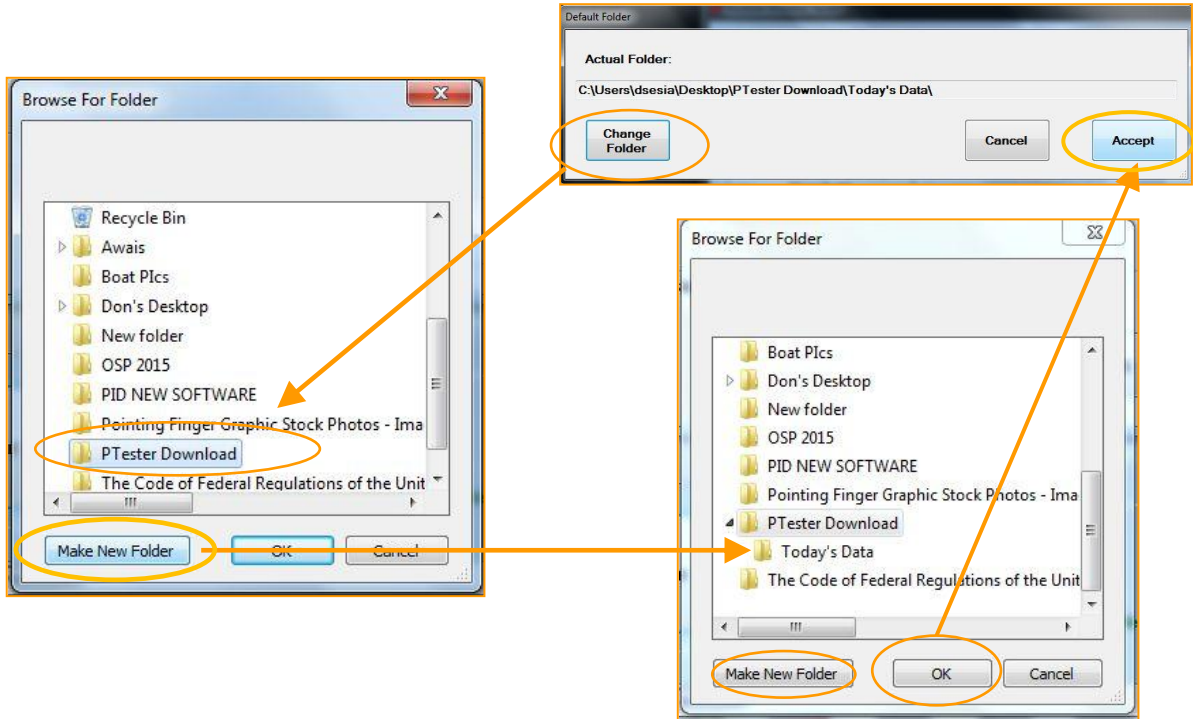 Default Folder
Actual Folder:
C:\Users\dsesia\Desktop\PTester Download\Today's Data\
Change
Folder
Cancel
Accept
Browse For Folder
Recycle Bin
Awais
Boat PIcs
Don's Desktop
New folder
OSP 2015
PID NEW SOFTWARE
Pointing Finger Graphic Stock Photos - Ima
PTester Download
The Code of Federal Regulations of the Unit
Make New Folder
OK
Cancel
Browse For Folder
Boat PIcs
Don's Desktop
New folder
OSP 2015
PID NEW SOFTWARE
Pointing Finger Graphic Stock Photos - Ima
PTester Download
Today's Data
The Code of Federal Regulations of the Unit
Make New Folder
OK
Cancel